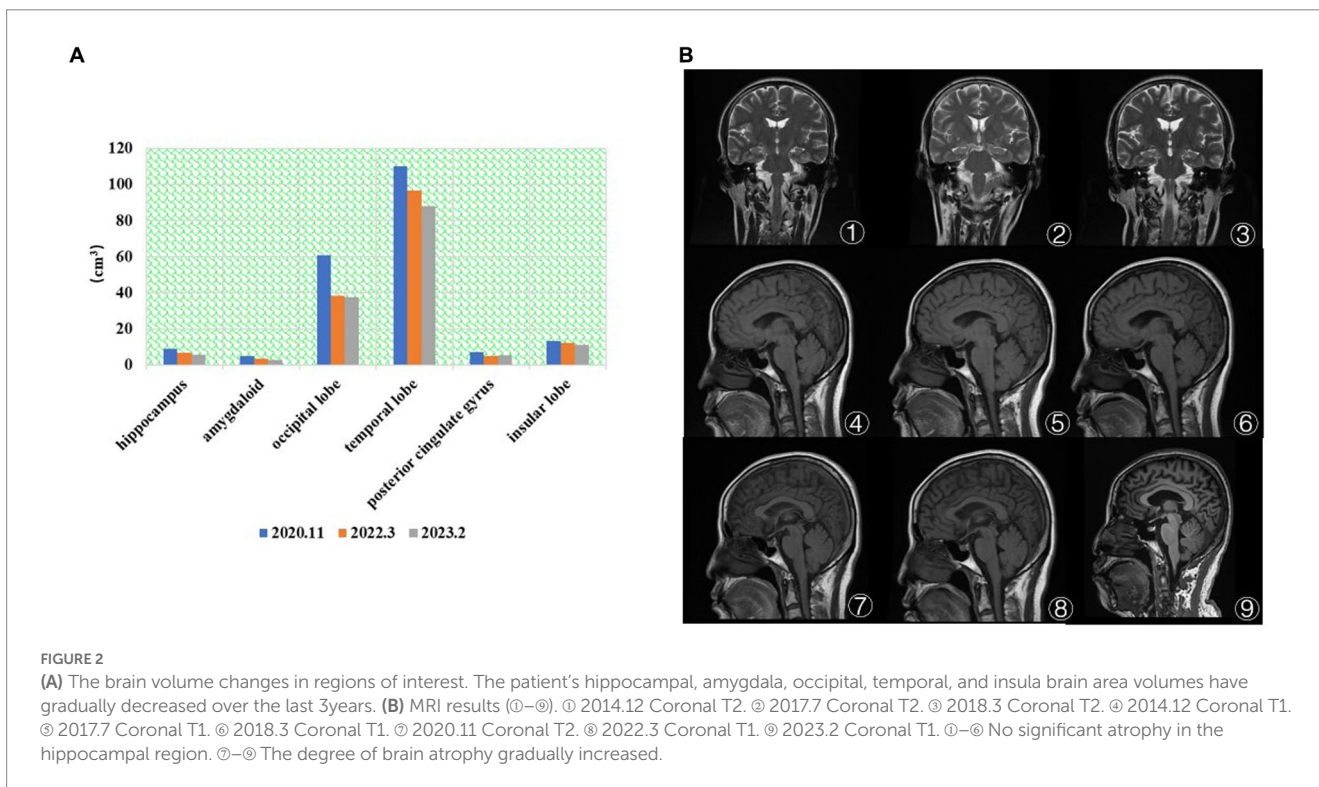 A
B
120
100
80
60
40
20
0
(cm³)
hippocampus
amygdaloid
occipital lobe
temporal lobe
posterior cingulate gyrus
insular lobe
2020.11 2022.3 2023.2
① ② ③
④ ⑤ ⑥
⑦ ⑧ ⑨
FIGURE 2
(A) The brain volume changes in regions of interest. The patient's hippocampal, amygdala, occipital, temporal, and insula brain area volumes have
gradually decreased over the last 3years. (B) MRI results (①–⑨). ① 2014.12 Coronal T2. ② 2017.7 Coronal T2. ③ 2018.3 Coronal T2. ④ 2014.12 Coronal T1.
⑤ 2017.7 Coronal T1. ⑥ 2018.3 Coronal T1. ⑦ 2020.11 Coronal T2. ⑧ 2022.3 Coronal T1. ⑨ 2023.2 Coronal T1. ①–⑥ No significant atrophy in the
hippocampal region. ⑦–⑨ The degree of brain atrophy gradually increased.